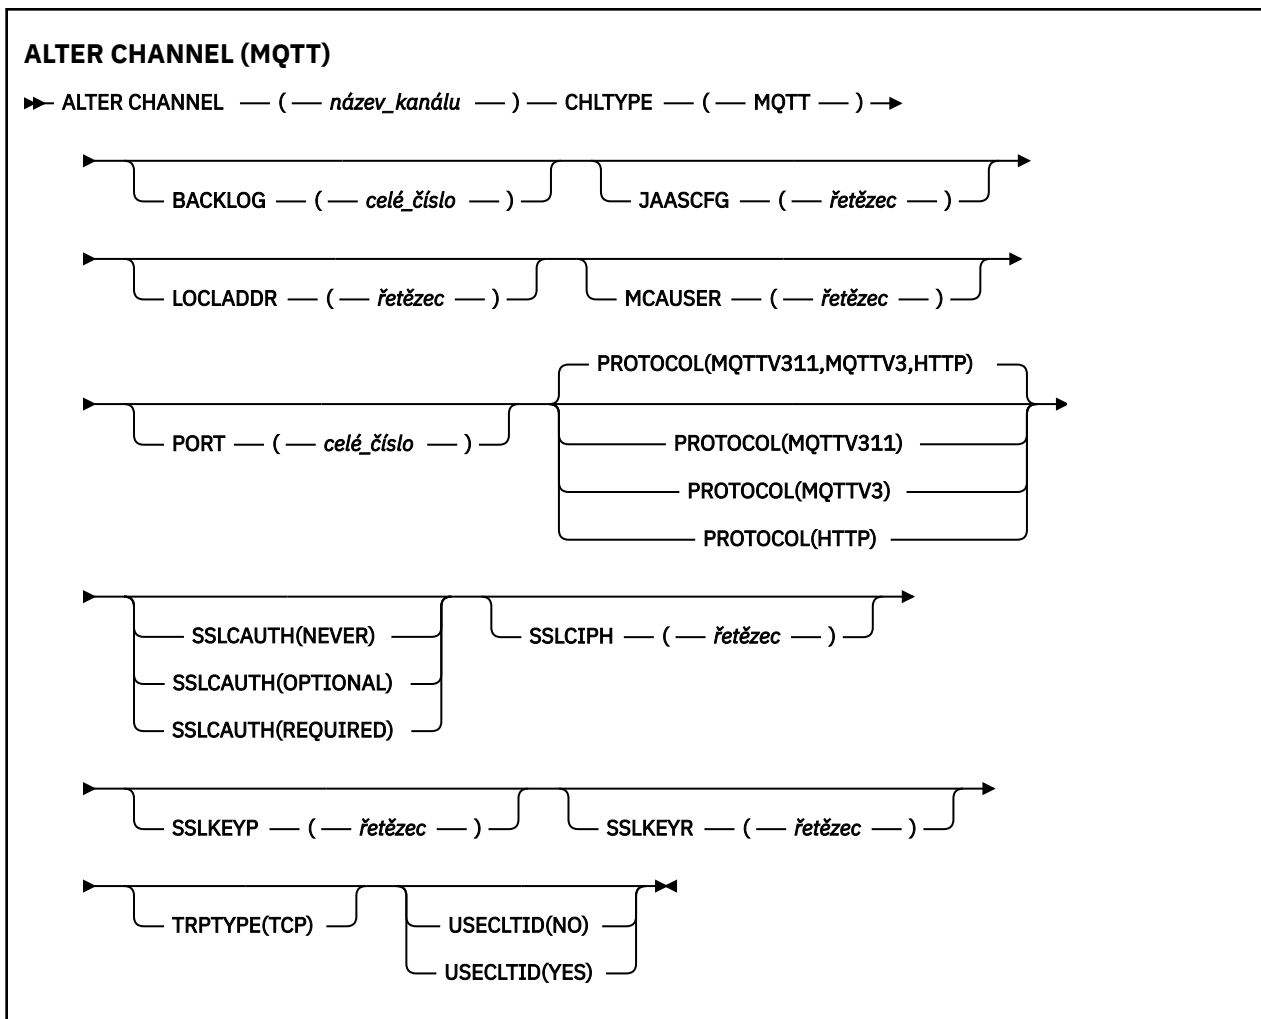 ALTER CHANNEL (MQTT)
ALTER CHANNEL ( název_kanálu ) CHLTYPE ( MQTT )
BACKLOG ( celé_číslo ) JAASCFG ( řetězec )
LOCLADDR ( řetězec ) MCAUSER ( řetězec )
PROTOCOL(MQTTV311,MQTTV3,HTTP)
PORT ( celé_číslo ) PROTOCOL(MQTTV311)
PROTOCOL(MQTTV3)
PROTOCOL(HTTP)
SSLCAUTH(NEVER) SSLCIPH ( řetězec )
SSLCAUTH(OPTIONAL)
SSLCAUTH(REQUIRED)
SSLKEYP ( řetězec ) SSLKEYR ( řetězec )
TRPTYPE(TCP) USECLTID(NO)
USECLTID(YES)